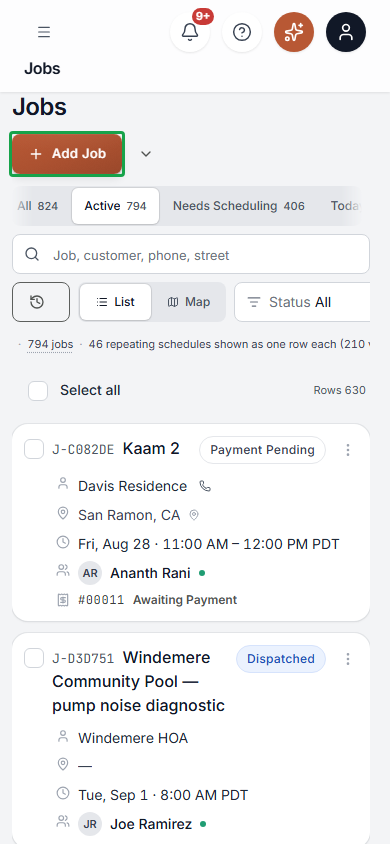 9+
Jobs
Jobs
+ Add Job
All 824 Active 794 Needs Scheduling 406 Toda
Job, customer, phone, street
List Map Status All
· 794 jobs · 46 repeating schedules shown as one row each (210 v
Select all Rows 630
J-C082DE Kaam 2 Payment Pending
Davis Residence
San Ramon, CA
Fri, Aug 28 · 11:00 AM – 12:00 PM PDT
AR Ananth Rani
#00011 Awaiting Payment
J-D3D751 Windemere Dispatched
Community Pool —
pump noise diagnostic
Windemere HOA
—
Tue, Sep 1 · 8:00 AM PDT
JR Joe Ramirez